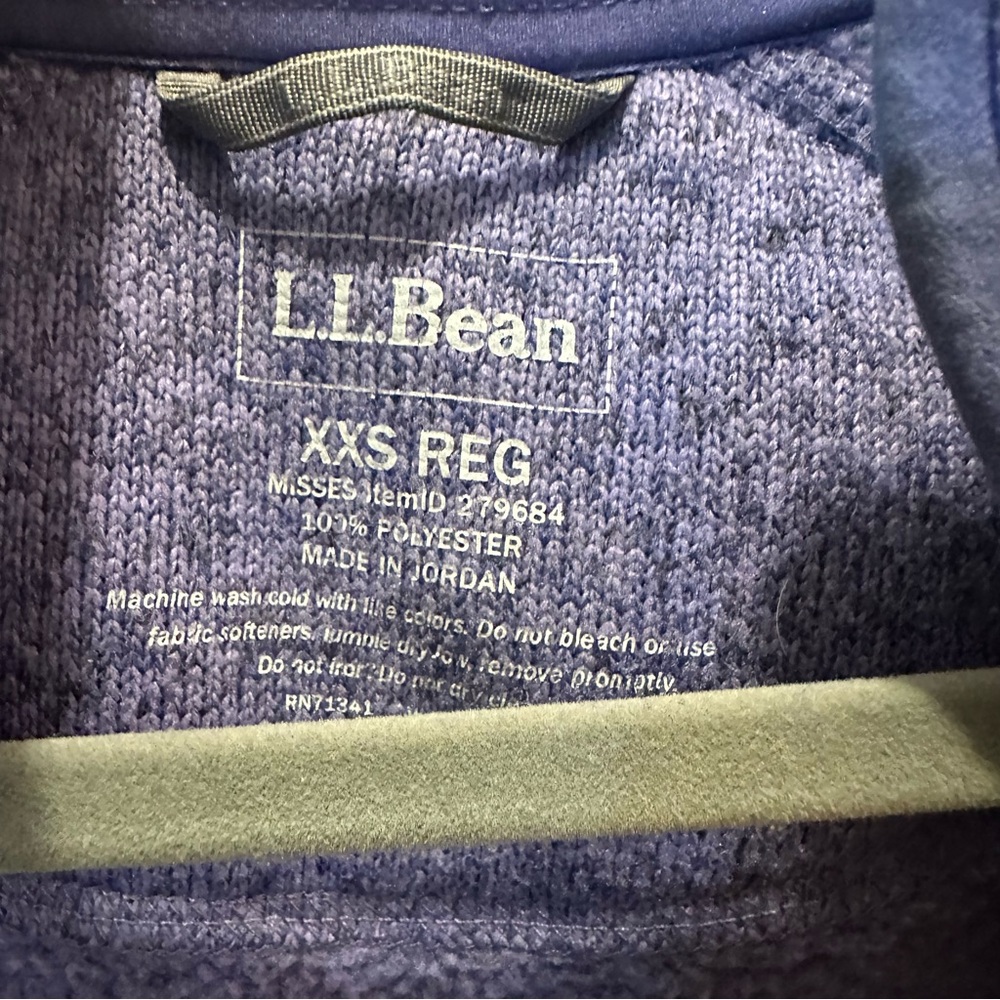 L.L.Bean
XXS REG
MISSES ItemID 279684
100% POLYESTER
MADE IN JORDAN
Machine wash cold with like colors. Do not bleach or use
fabric softeners. Tumble dry low, remove promptly.
Do not iron. Do not dry
RN71341